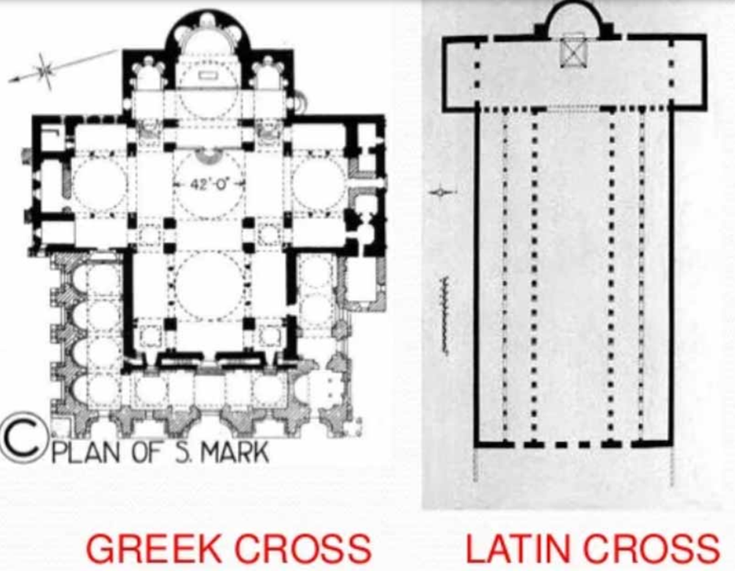 42'-0"
C PLAN OF S. MARK
GREEK CROSS
LATIN CROSS